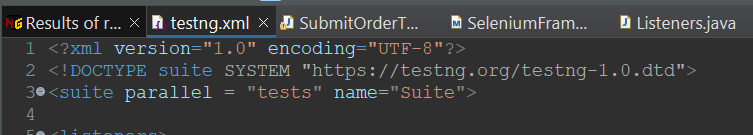 Results of r... testng.xml SubmitOrderT... SeleniumFram... Listeners.java
1 <?xml version="1.0" encoding="UTF-8"?>
2 <!DOCTYPE suite SYSTEM "https://testng.org/testng-1.0.dtd">
3 <suite parallel = "tests" name="Suite">
4
5 <listeners>